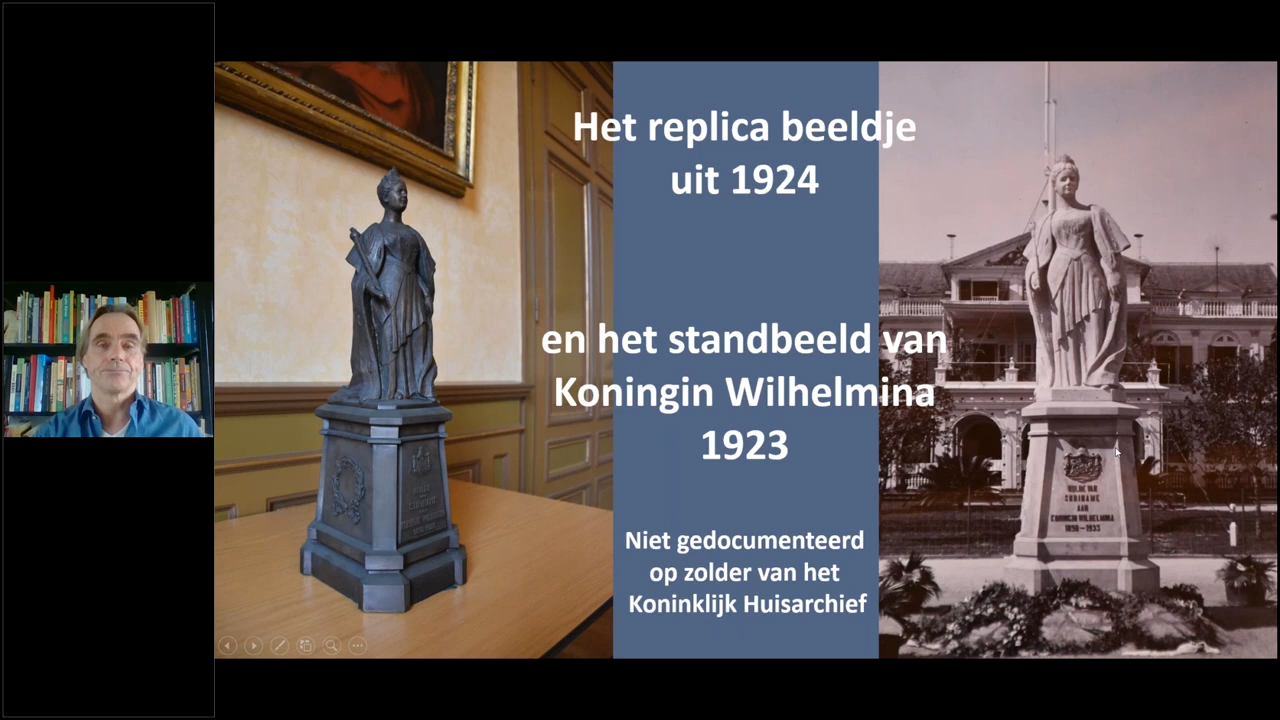 Het replica beeldje
uit 1924
en het standbeeld van
Koningin Wilhelmina
1923
Niet gedocumenteerd
op zolder van het
Koninklijk Huisarchief
HULDE VAN
SURINAME
AAN
KONINGIN WILHELMINA
1898-1923